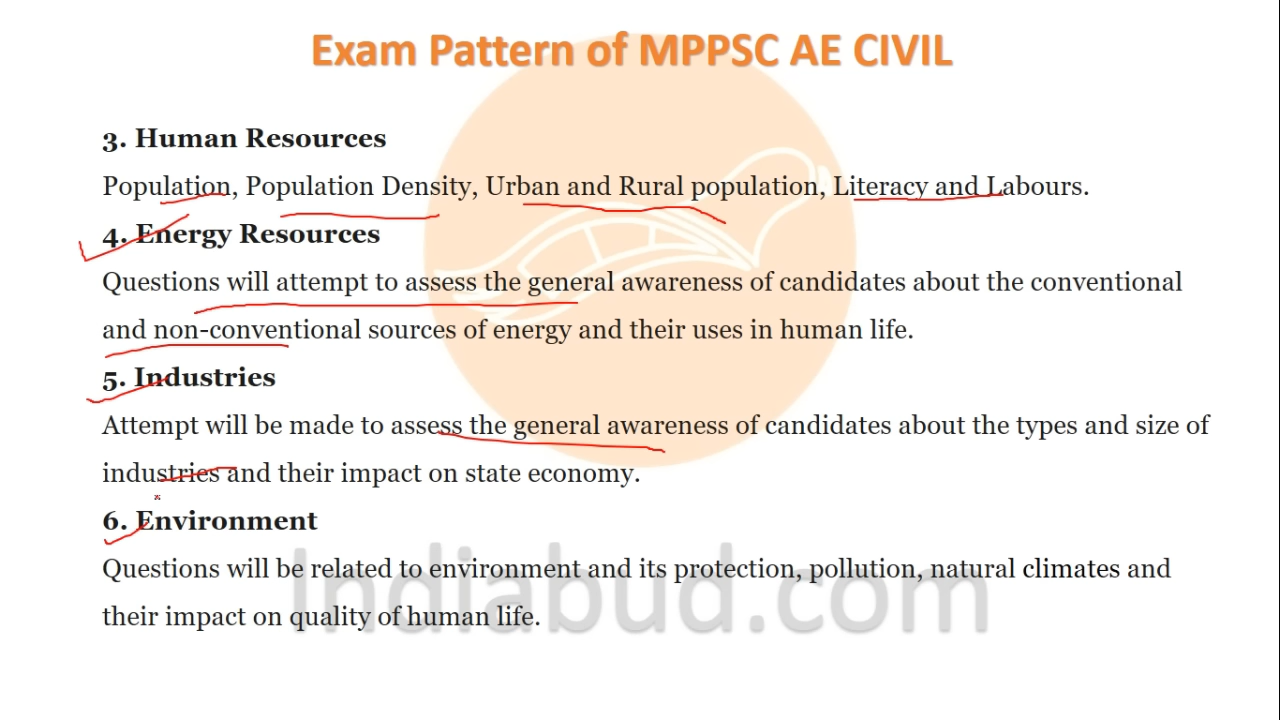 Exam Pattern of MPPSC AE CIVIL
3. Human Resources
Population, Population Density, Urban and Rural population, Literacy and Labours.
4. Energy Resources
Questions will attempt to assess the general awareness of candidates about the conventional
and non-conventional sources of energy and their uses in human life.
5. Industries
Attempt will be made to assess the general awareness of candidates about the types and size of
industries and their impact on state economy.
6. Environment
Questions will be related to environment and its protection, pollution, natural climates and
their impact on quality of human life.
Indiabud.com